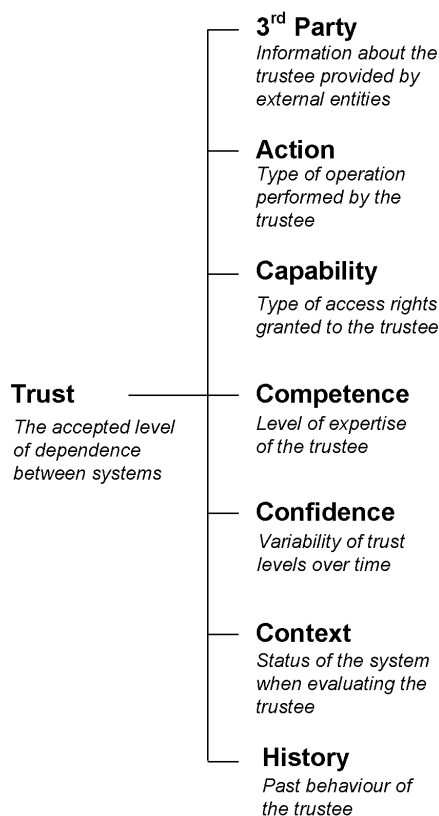 3rd Party
Information about the
trustee provided by
external entities
Action
Type of operation
performed by the
trustee
Capability
Type of access rights
granted to the trustee
Trust
The accepted level
of dependence
between systems
Competence
Level of expertise
of the trustee
Confidence
Variability of trust
levels over time
Context
Status of the system
when evaluating the
trustee
History
Past behaviour of
the trustee